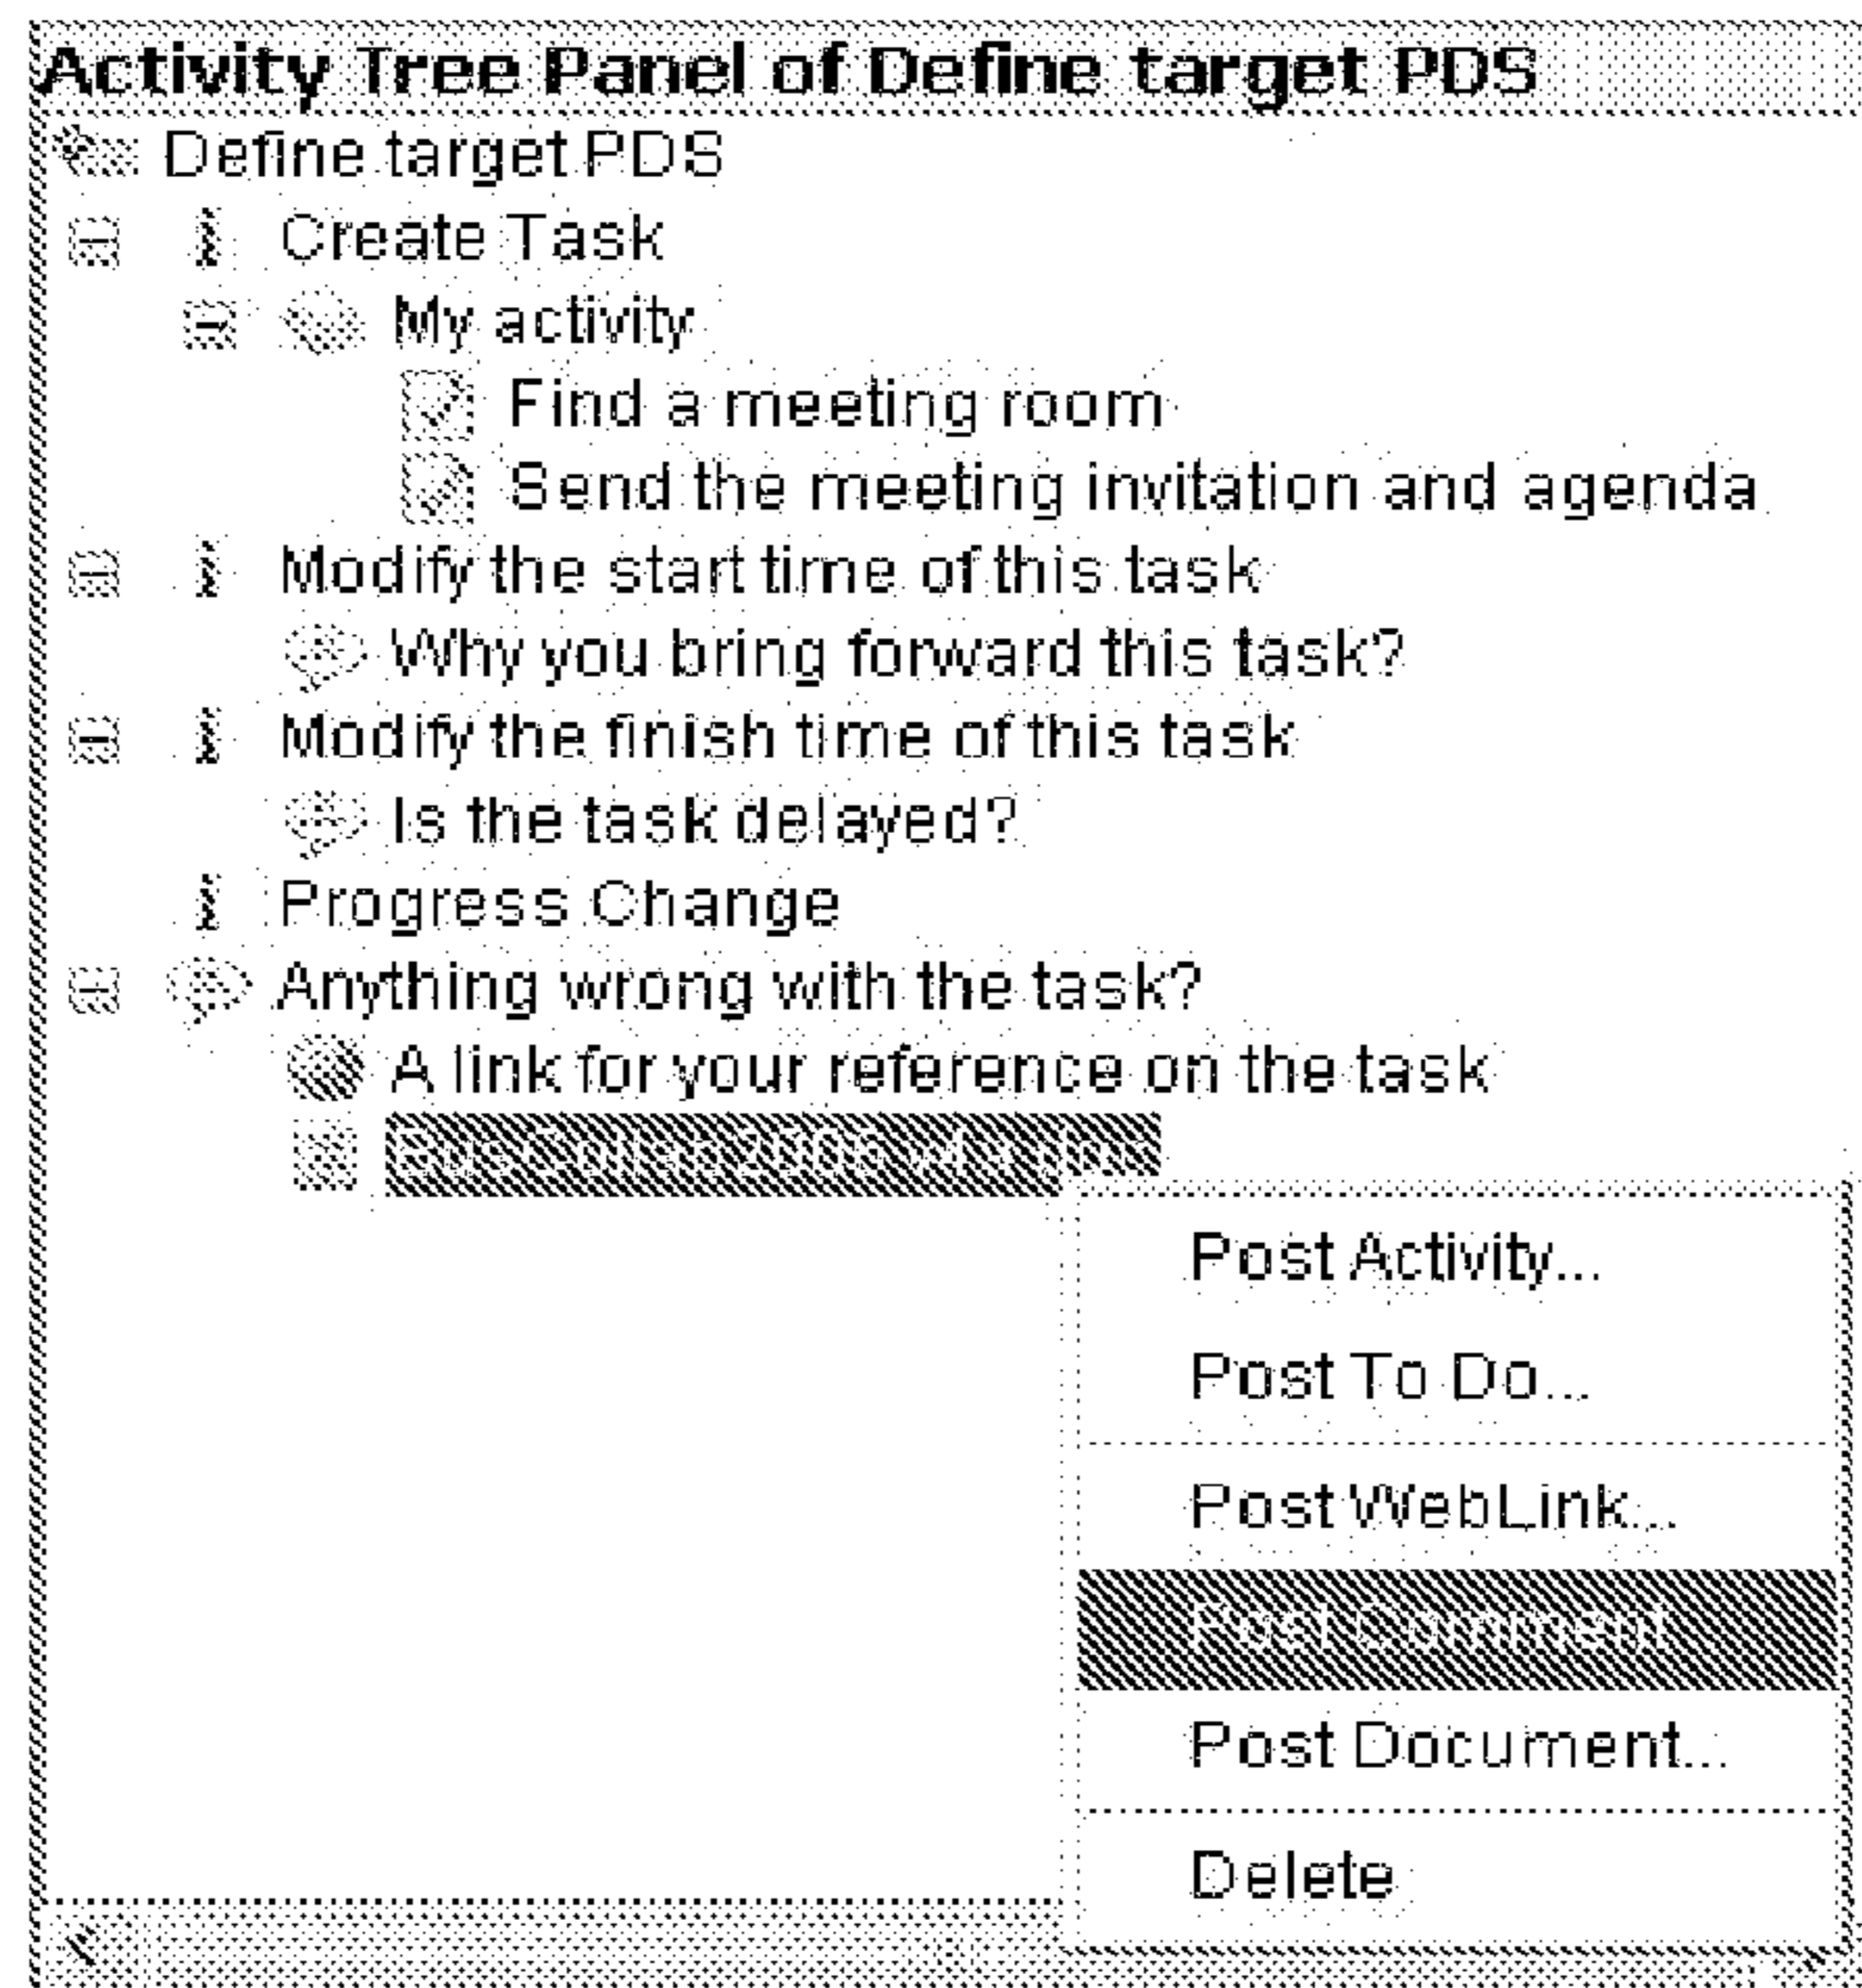 Activity Tree Panel of Define target PDS
Define target PDS
Create Task
My activity
Find a meeting room
Send the meeting invitation and agenda
Modify the start time of this task
Why you bring forward this task?
Modify the finish time of this task
Is the task delayed?
Progress Change
Anything wrong with the task?
A link for your reference on the task
Post Activity...
Post To Do...
Post WebLink...
Post Comment...
Post Document...
Delete